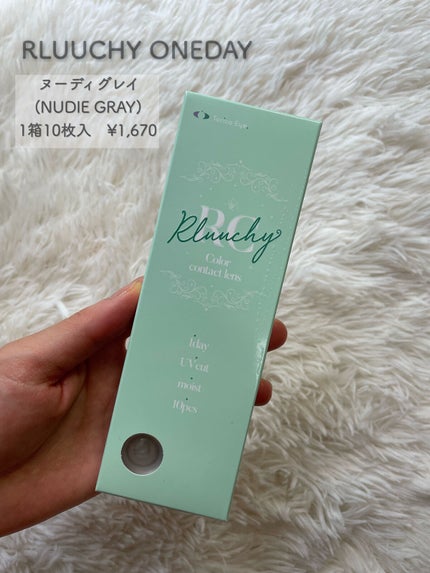 RLUUCHY ONEDAY
ヌーディグレイ
（NUDIE GRAY）
1箱10枚入　¥1,670
RC
Rluuchy
Color
contact lens
1day
UV cut
moist
10pcs